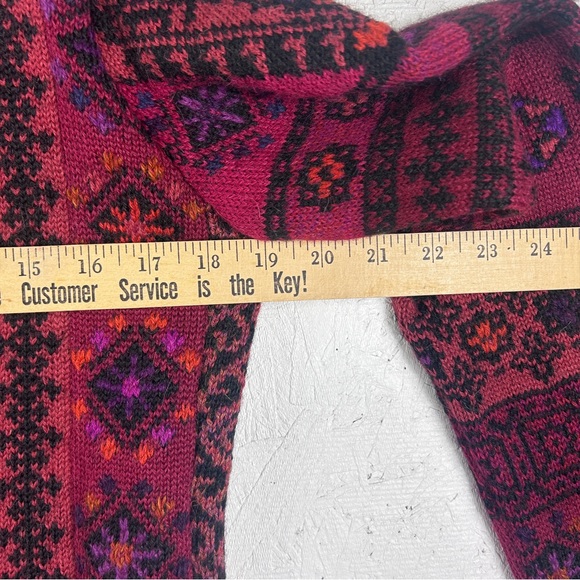 15 16 17 18 19 20 21 22 23 24
Customer Service is the Key!